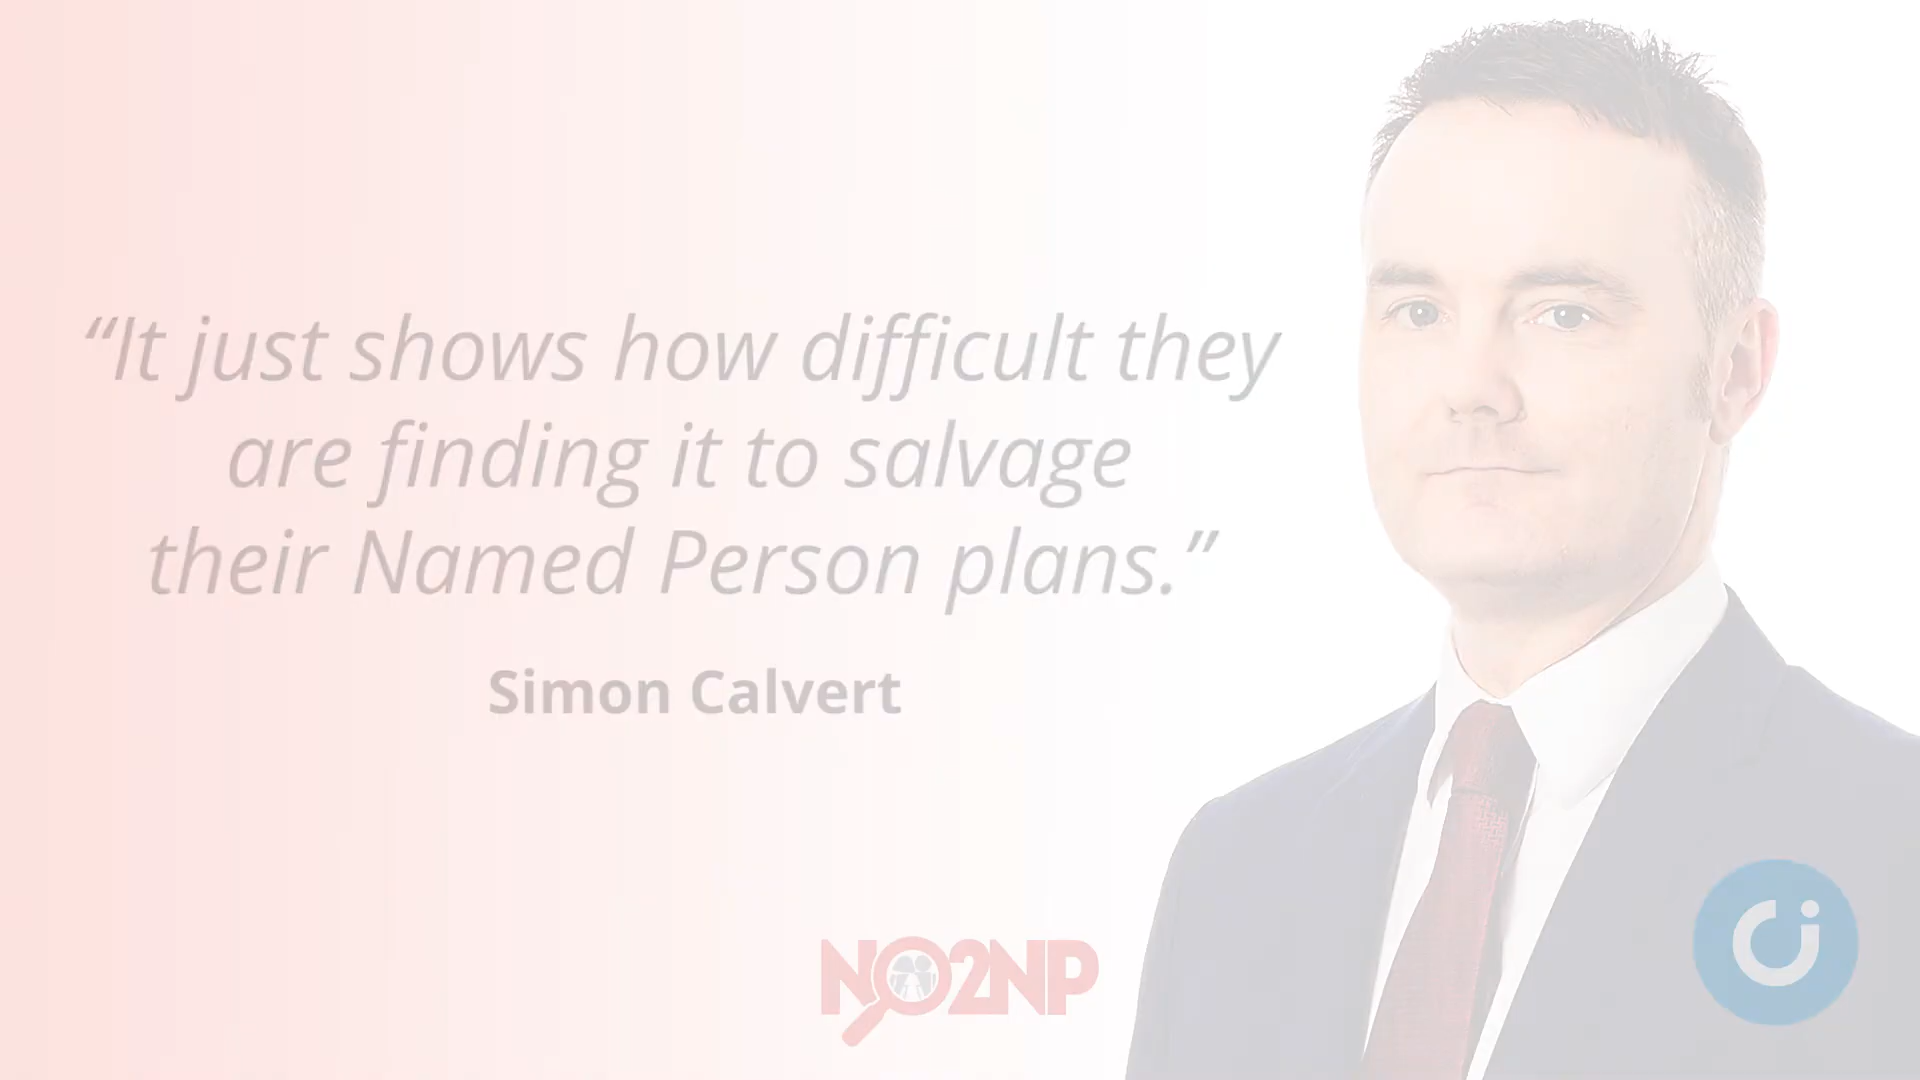 “It just shows how difficult they
are finding it to salvage
their Named Person plans.”
Simon Calvert
NO2NP